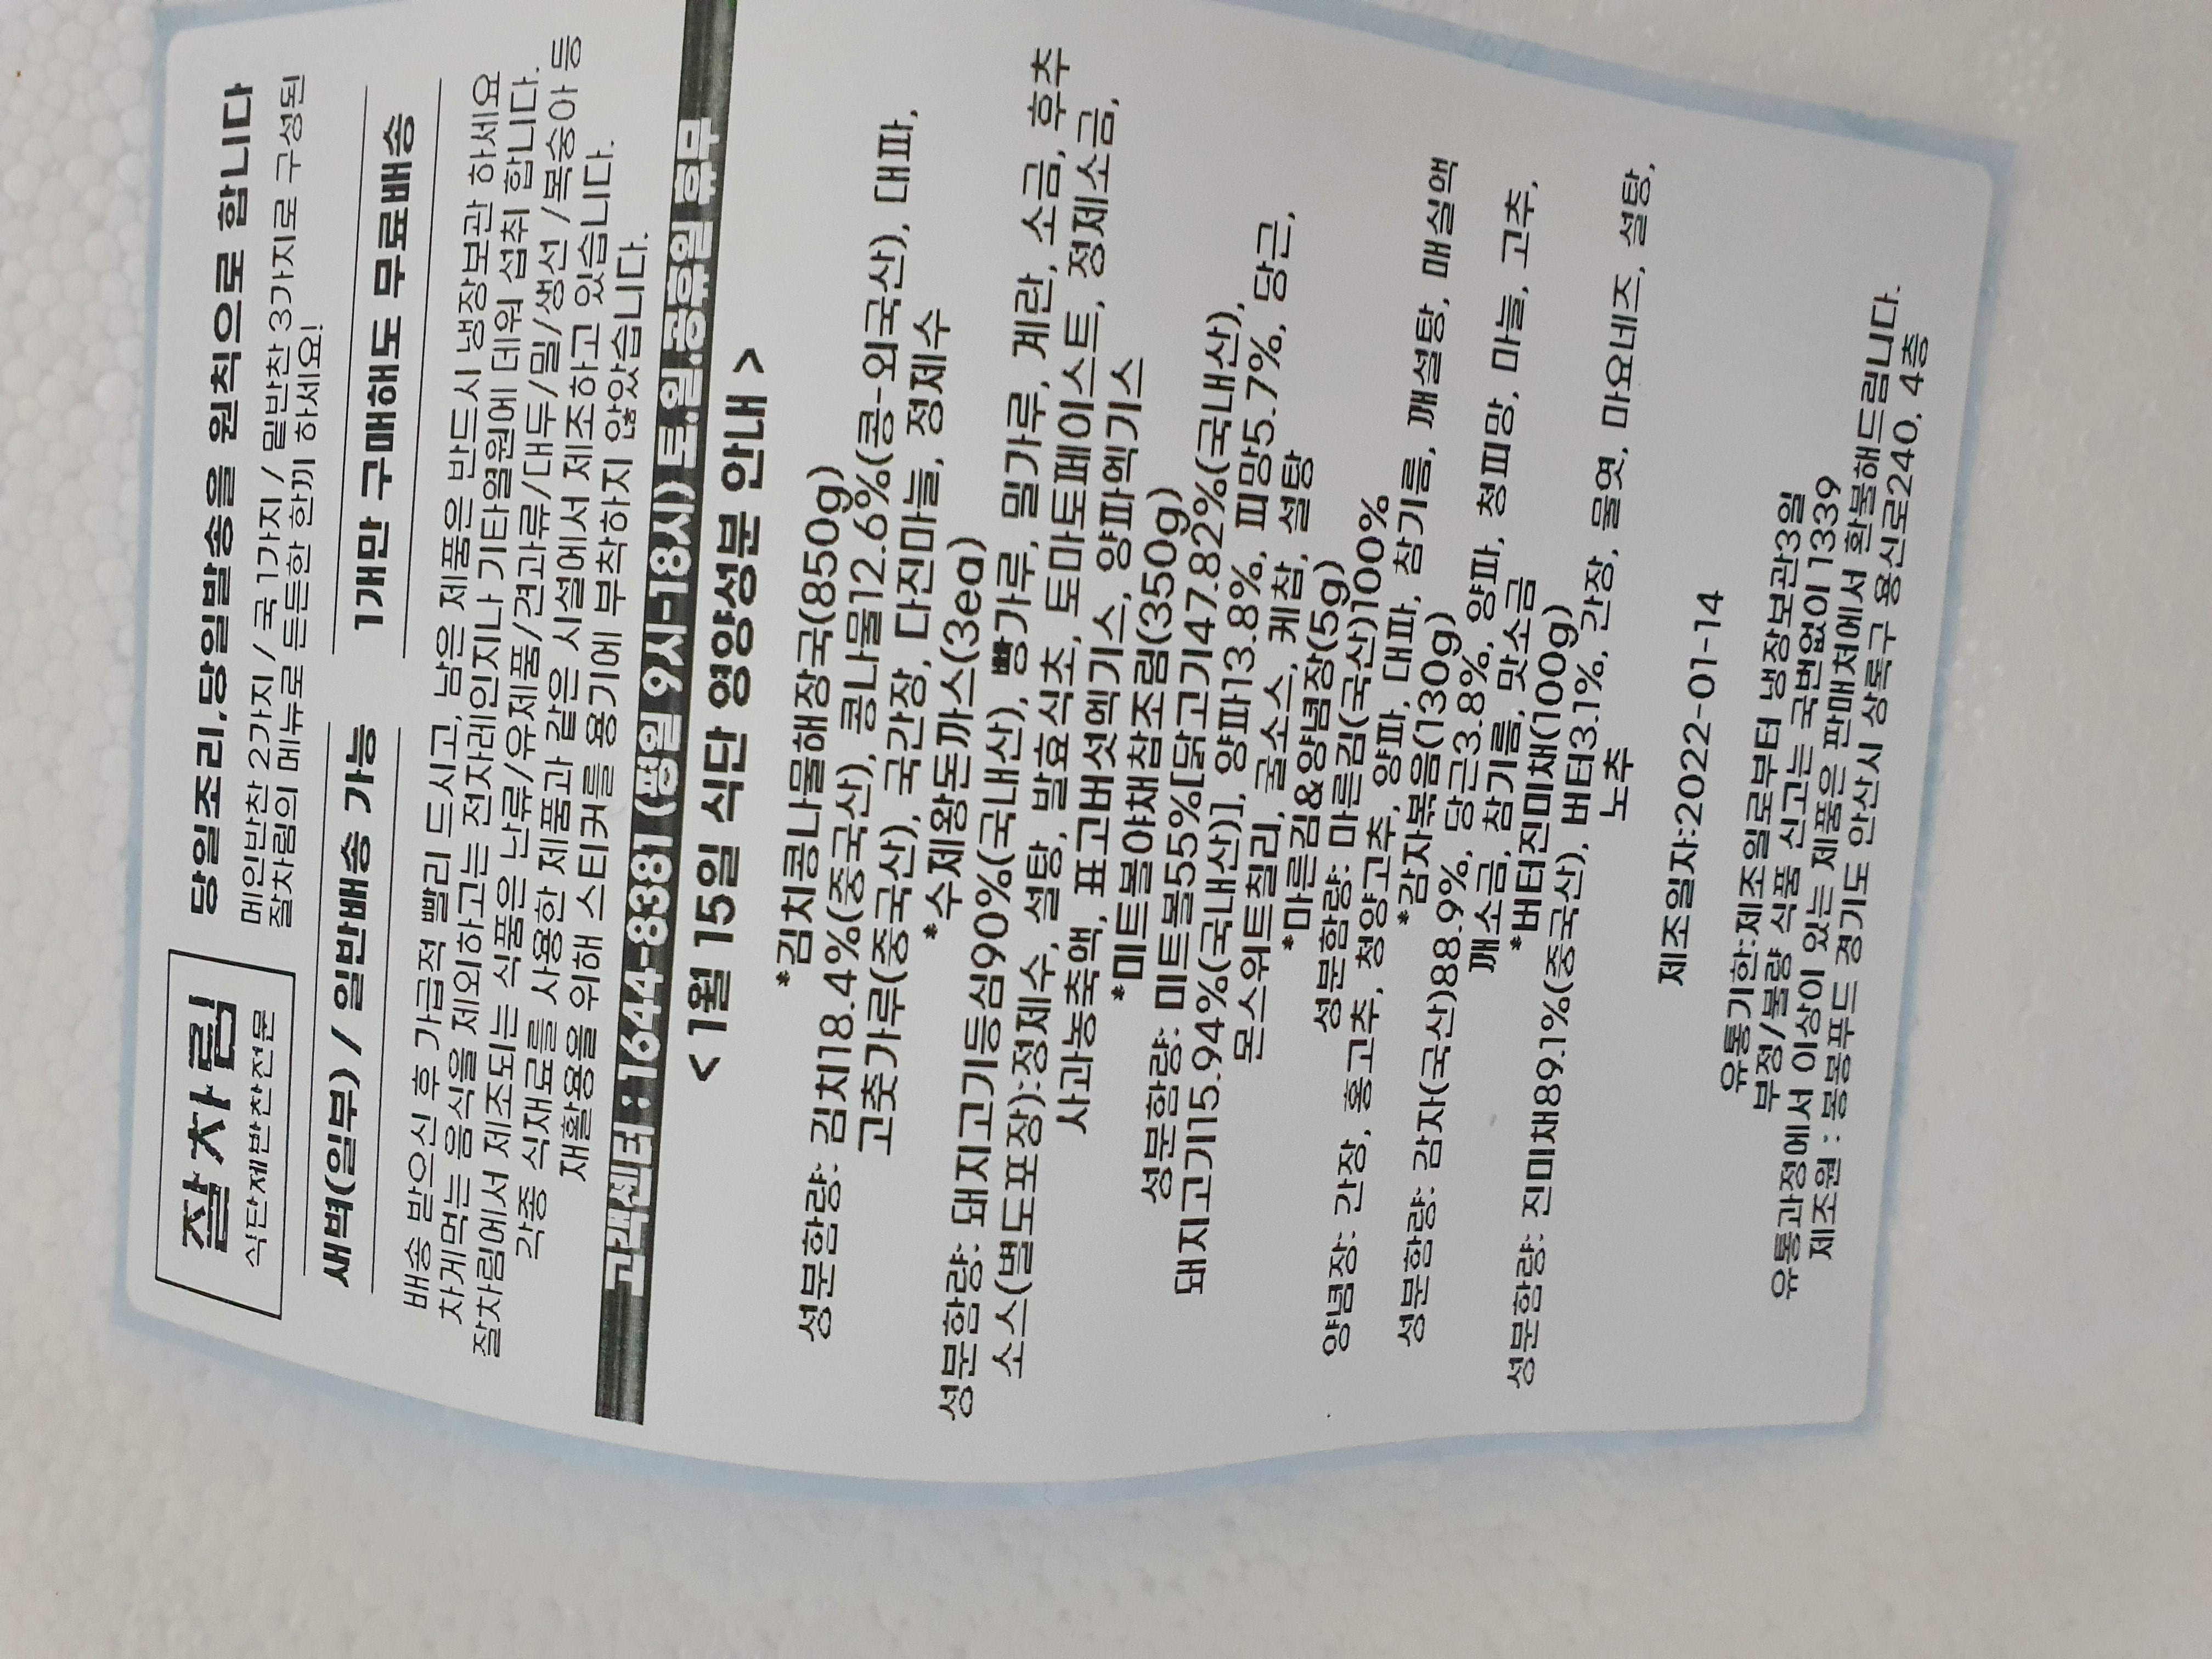 잘차림
식단제반찬전문
당일조리,당일발송을 원칙으로 합니다
메인반찬 2가지 / 국 1가지 / 밑반찬 3가지로 구성된
잘차림의 메뉴로 든든한 한끼 하세요!
새벽(일부) / 일반배송 가능
1개만 구매해도 무료배송
배송 받으신 후 가급적 빨리 드시고, 남은 제품은 반드시 냉장보관 하세요
차게먹는 음식을 제외하고는 전자레인지나 기타열원에 데워 섭취 합니다.
잘차림에서 제조되는 식품은 난류/유제품/견과류/대두/밀/생선 /복숭아 등
각종 식재료를 사용한 제품과 같은 시설에서 제조하고 있습니다.
재활용을 위해 스티커를 용기에 부착하지 않았습니다.
고객센터 : 1644-8381 (평일 9시-18시) 토,일,공휴일 휴무
< 1월 15일 식단 영양성분 안내 >
*김치콩나물해장국(850g)
성분함량: 김치18.4%(중국산), 콩나물12.6%(콩-외국산), 대파,
고춧가루(중국산), 국간장, 다진마늘, 정제수
*수제왕돈까스(3ea)
성분함량: 돼지고기등심90%(국내산), 빵가루, 밀가루, 계란, 소금, 후추
소스(별도포장):정제수, 설탕, 발효식초, 토마토페이스트, 정제소금,
사과농축액, 표고버섯엑기스, 양파엑기스
*미트볼야채참조림(350g)
성분함량: 미트볼55%[닭고기47.82%(국내산),
돼지고기15.94%(국내산)], 양파13.8%, 피망5.7%, 당근,
몬스위트칠리, 굴소스, 케찹, 설탕
*마른김&양념장(5g)
성분함량: 마른김(국산)100%
양념장: 간장, 홍고추, 청양고추, 양파, 대파, 참기름, 깨설탕, 매실액
*감자볶음(130g)
성분함량: 감자(국산)88.9%, 당근3.8%, 양파, 청피망, 마늘, 고추,
깨소금, 참기름, 맛소금
*버터진미채(100g)
성분함량: 진미채89.1%(중국산), 버터3.1%, 간장, 물엿, 마요네즈, 설탕,
노추
제조일자:2022-01-14
유통기한:제조일로부터 냉장보관3일
부정/불량 식품 신고는 국번없이 1339
유통과정에서 이상이 있는 제품은 판매처에서 환불해드립니다.
제조원 : 봉봉푸드 경기도 안산시 상록구 용신로240, 4층